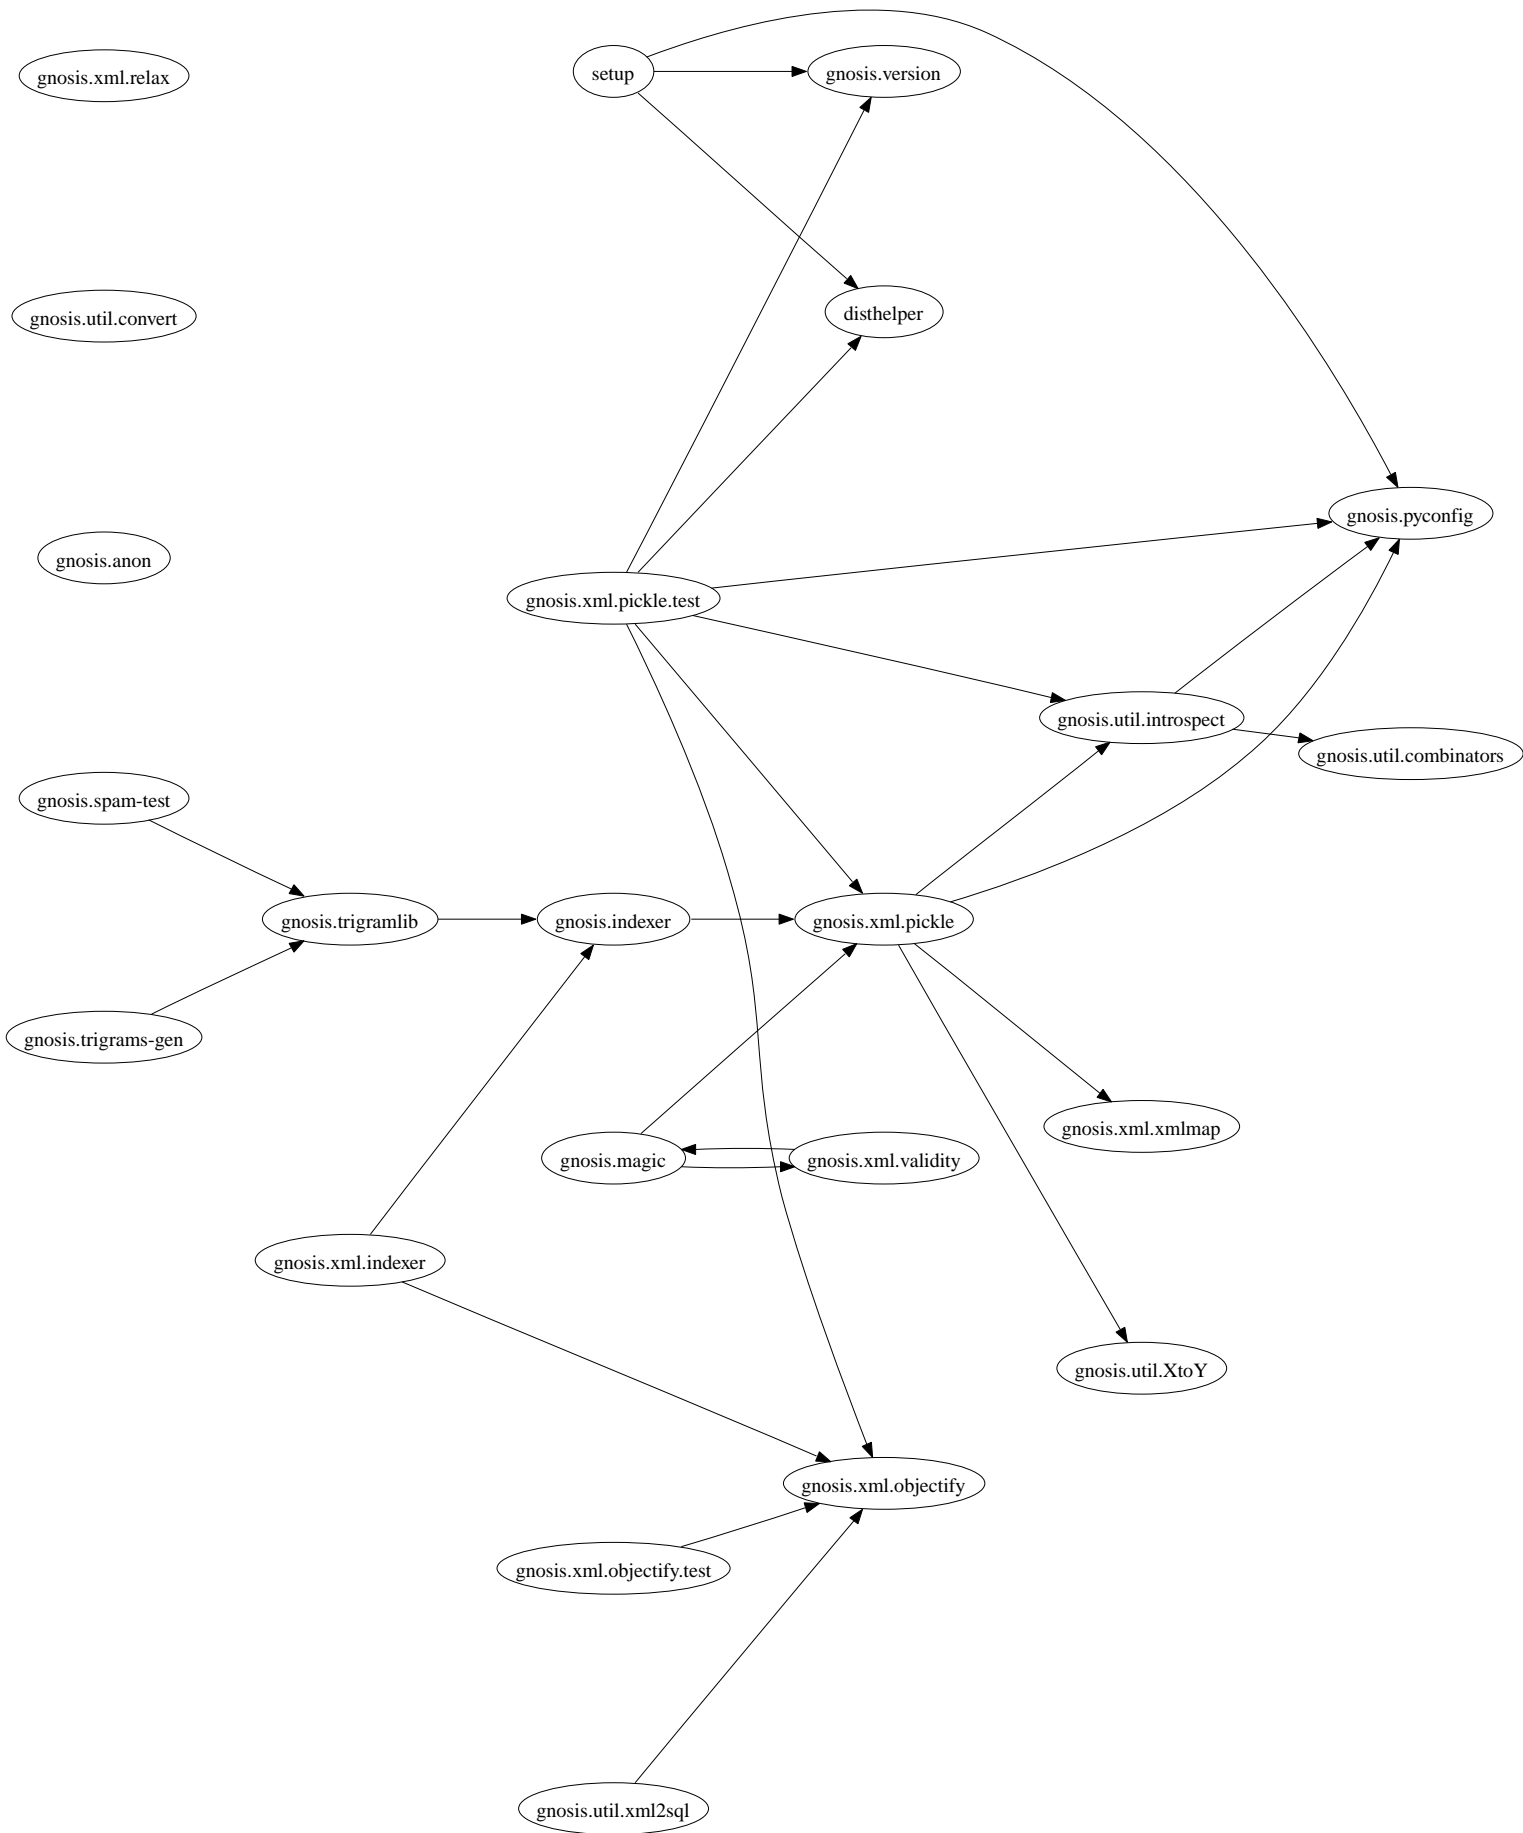 gnosis.xml.relax
setup
gnosis.version
gnosis.util.convert
disthelper
gnosis.pyconfig
gnosis.anon
gnosis.xml.pickle.test
gnosis.util.introspect
gnosis.util.combinators
gnosis.spam-test
gnosis.trigramlib
gnosis.indexer
gnosis.xml.pickle
gnosis.trigrams-gen
gnosis.xml.xmlmap
gnosis.magic
gnosis.xml.validity
gnosis.xml.indexer
gnosis.util.XtoY
gnosis.xml.objectify
gnosis.xml.objectify.test
gnosis.util.xml2sql